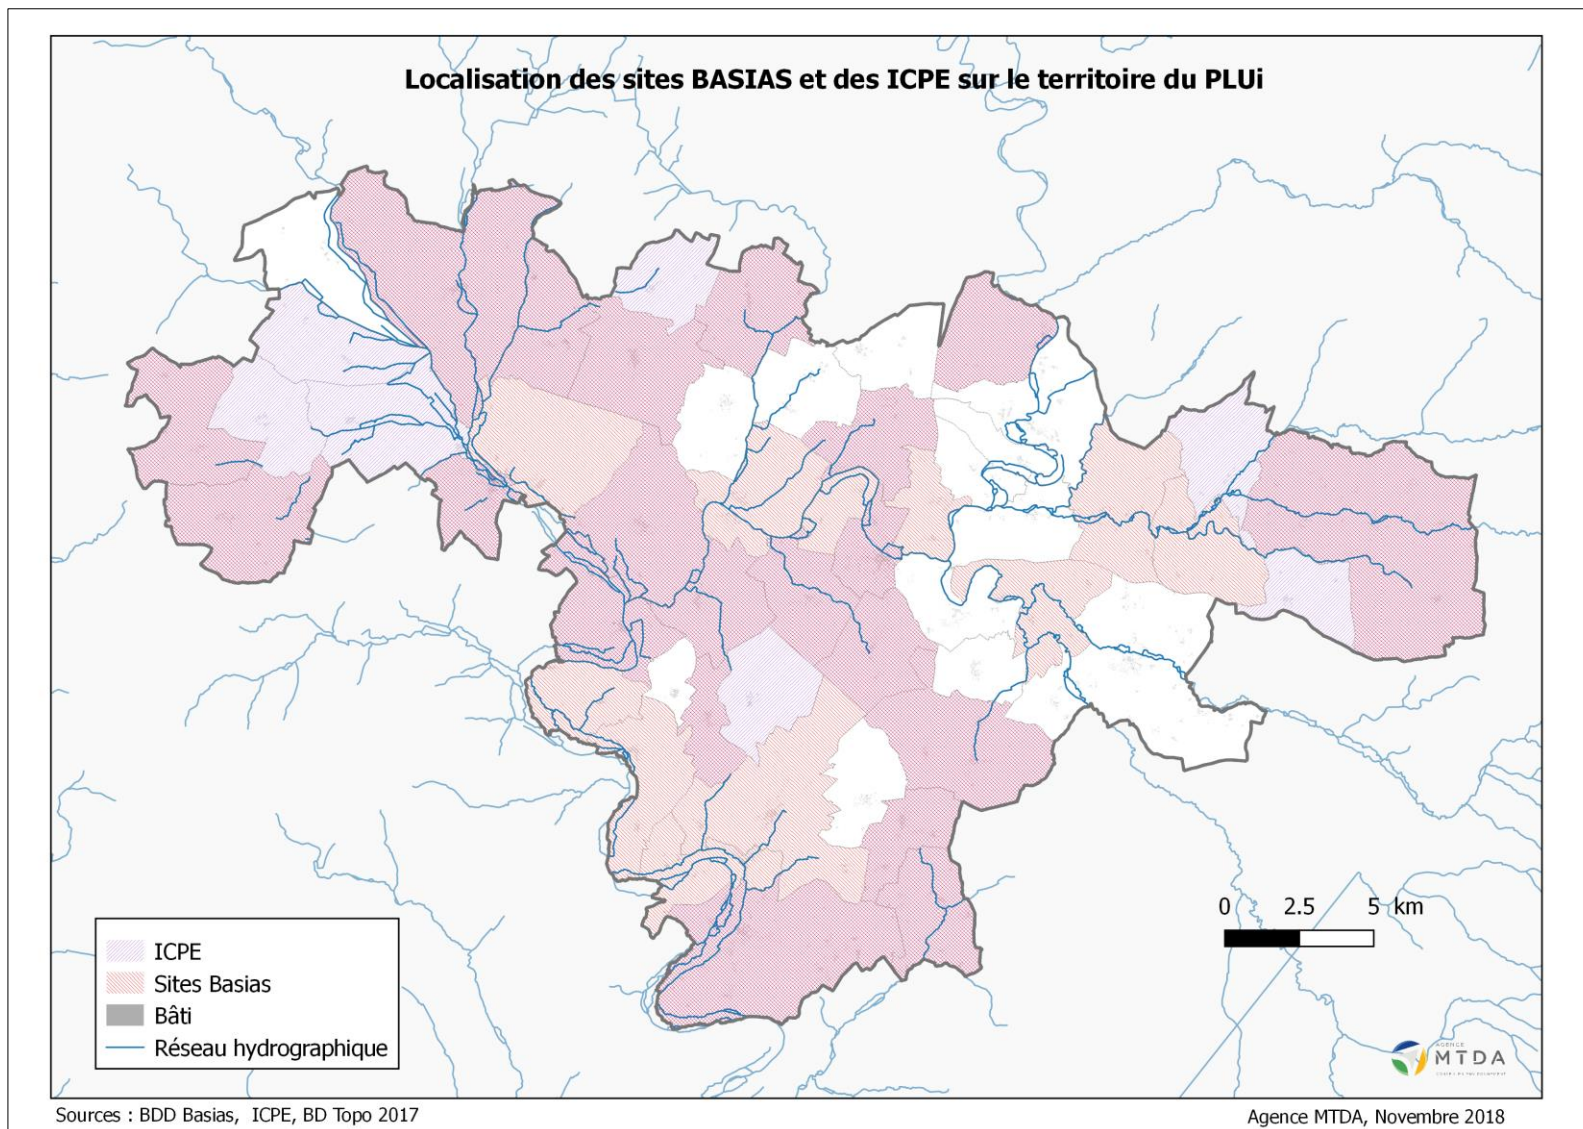 Localisation des sites BASIAS et des ICPE sur le territoire du PLUi
0 2.5 5 km
ICPE
Sites Basias
Bâti
Réseau hydrographique
AGENCE
MTDA
Sources : BDD Basias, ICPE, BD Topo 2017
Agence MTDA, Novembre 2018